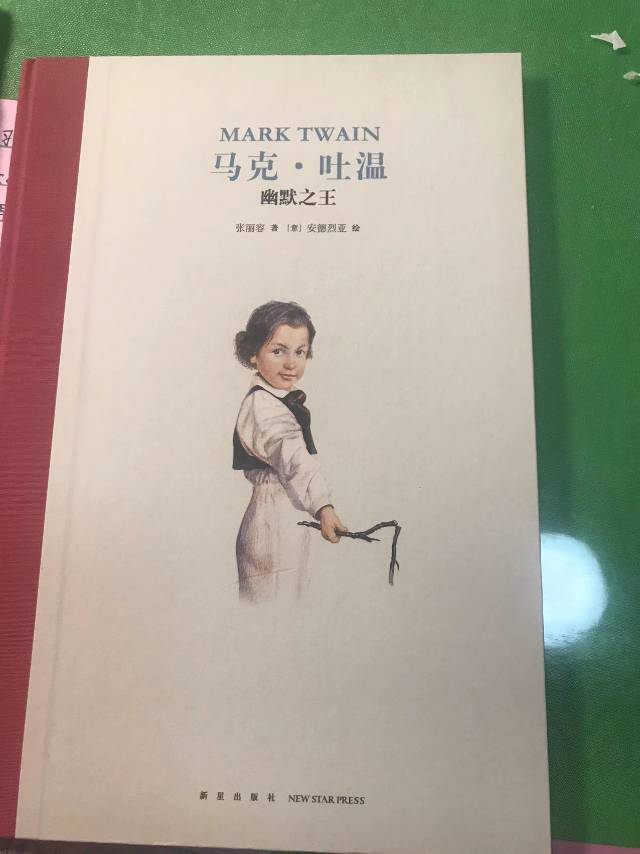 MARK TWAIN
马克·吐温
幽默之王
张丽容 著 [意] 安德烈亚 绘
新星出版社 NEW STAR PRESS